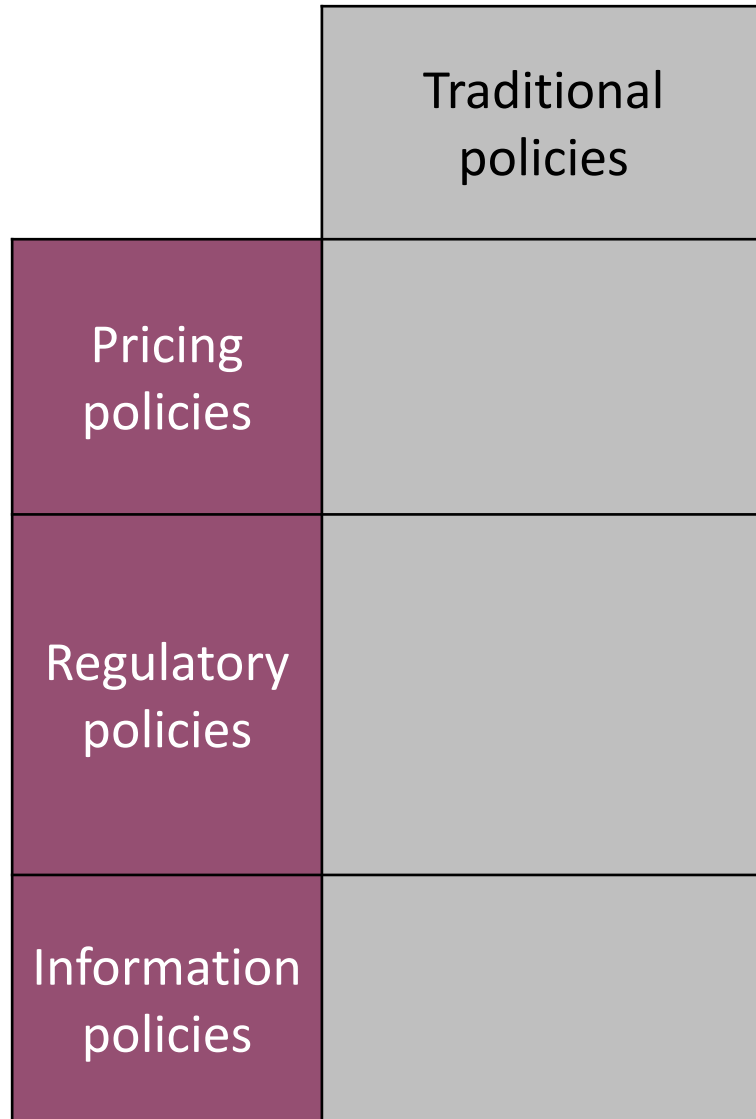 Traditional
policies
Pricing
policies
Regulatory
policies
Information
policies